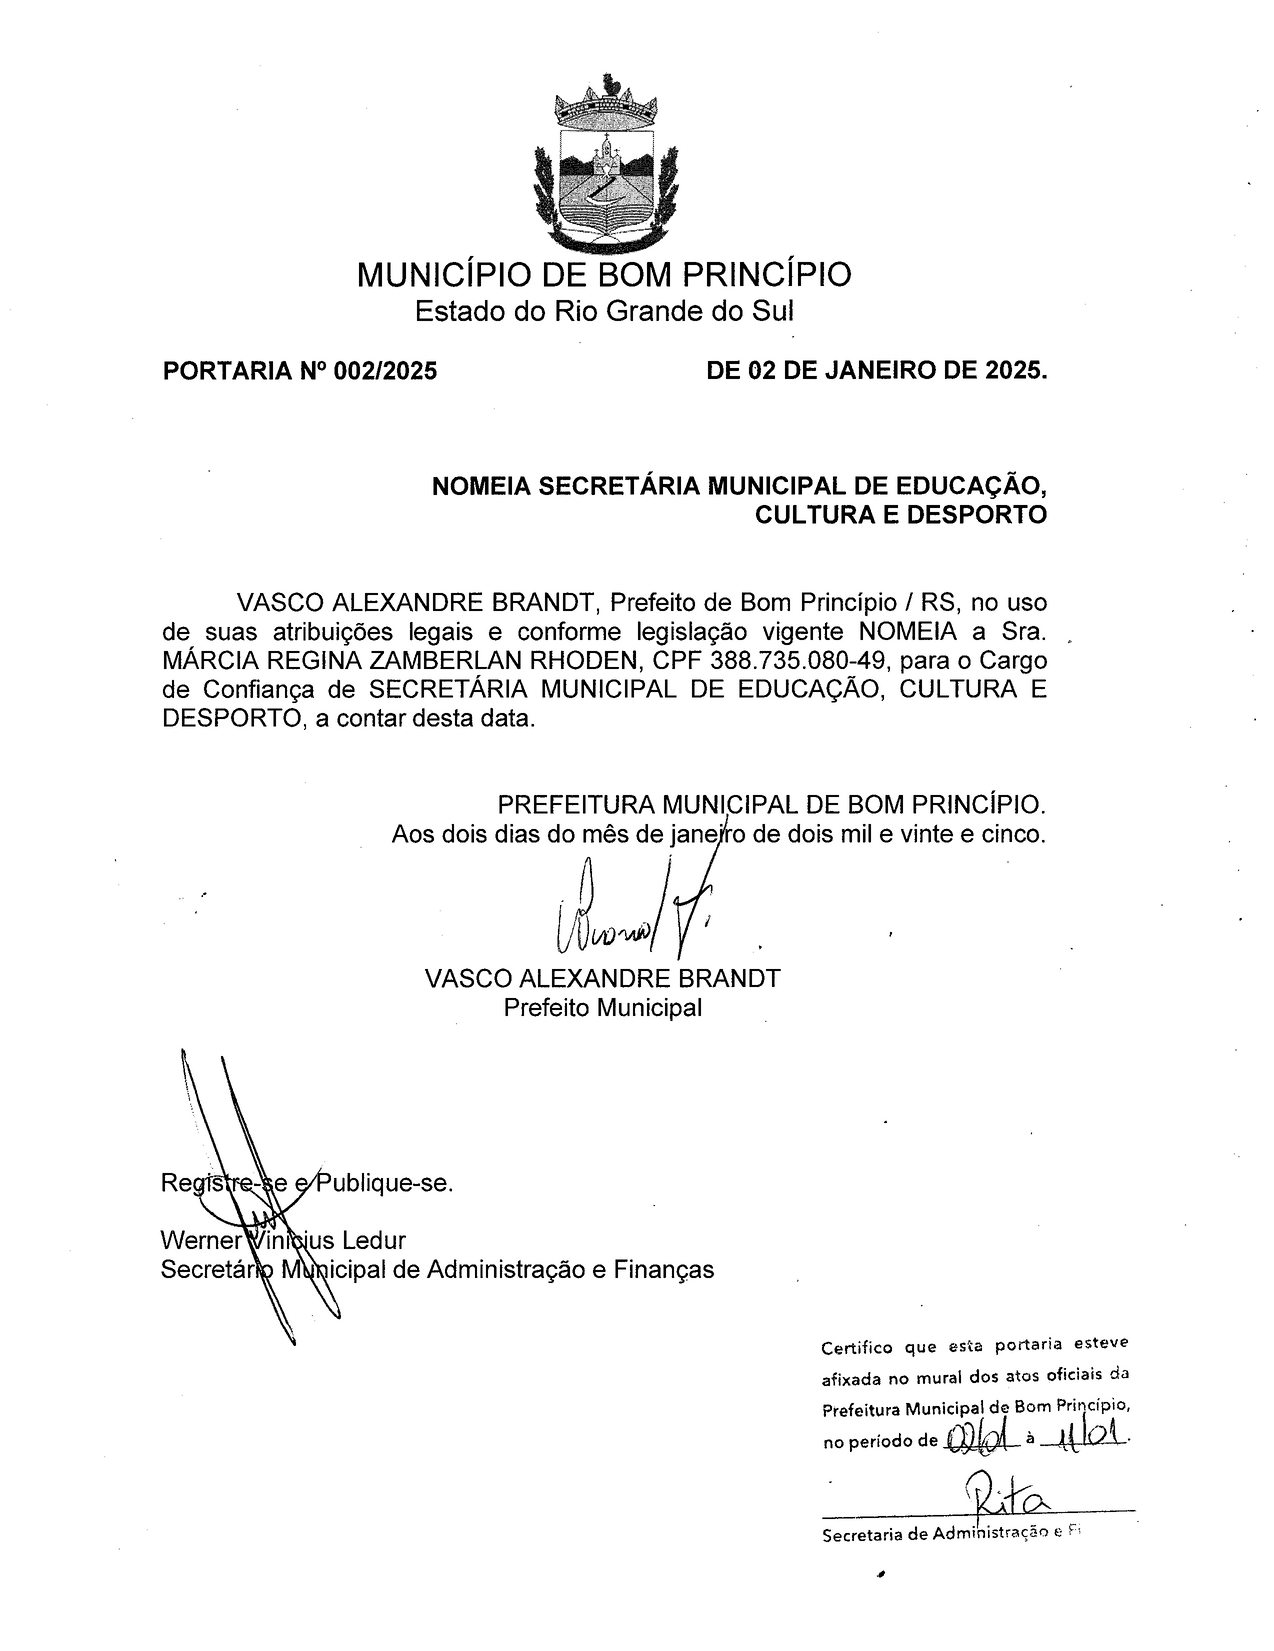 MUNICÍPIO DE BOM PRINCÍPIO
Estado do Rio Grande do Sul
PORTARIA Nº 002/2025 DE 02 DE JANEIRO DE 2025.
NOMEIA SECRETÁRIA MUNICIPAL DE EDUCAÇÃO,
CULTURA E DESPORTO
VASCO ALEXANDRE BRANDT, Prefeito de Bom Princípio / RS, no uso
de suas atribuições legais e conforme legislação vigente NOMEIA a Sra.
MÁRCIA REGINA ZAMBERLAN RHODEN, CPF 388.735.080-49, para o Cargo
de Confiança de SECRETÁRIA MUNICIPAL DE EDUCAÇÃO, CULTURA E
DESPORTO, a contar desta data.
PREFEITURA MUNICIPAL DE BOM PRINCÍPIO.
Aos dois dias do mês de janeiro de dois mil e vinte e cinco.
VASCO ALEXANDRE BRANDT
Prefeito Municipal
Registre-se e Publique-se.
Werner Vinicius Ledur
Secretário Municipal de Administração e Finanças
Certifico que esta portaria esteve
afixada no mural dos atos oficiais da
Prefeitura Municipal de Bom Princípio,
no período de 02/01 à 11/01.
Rita
Secretaria de Administração e Fi